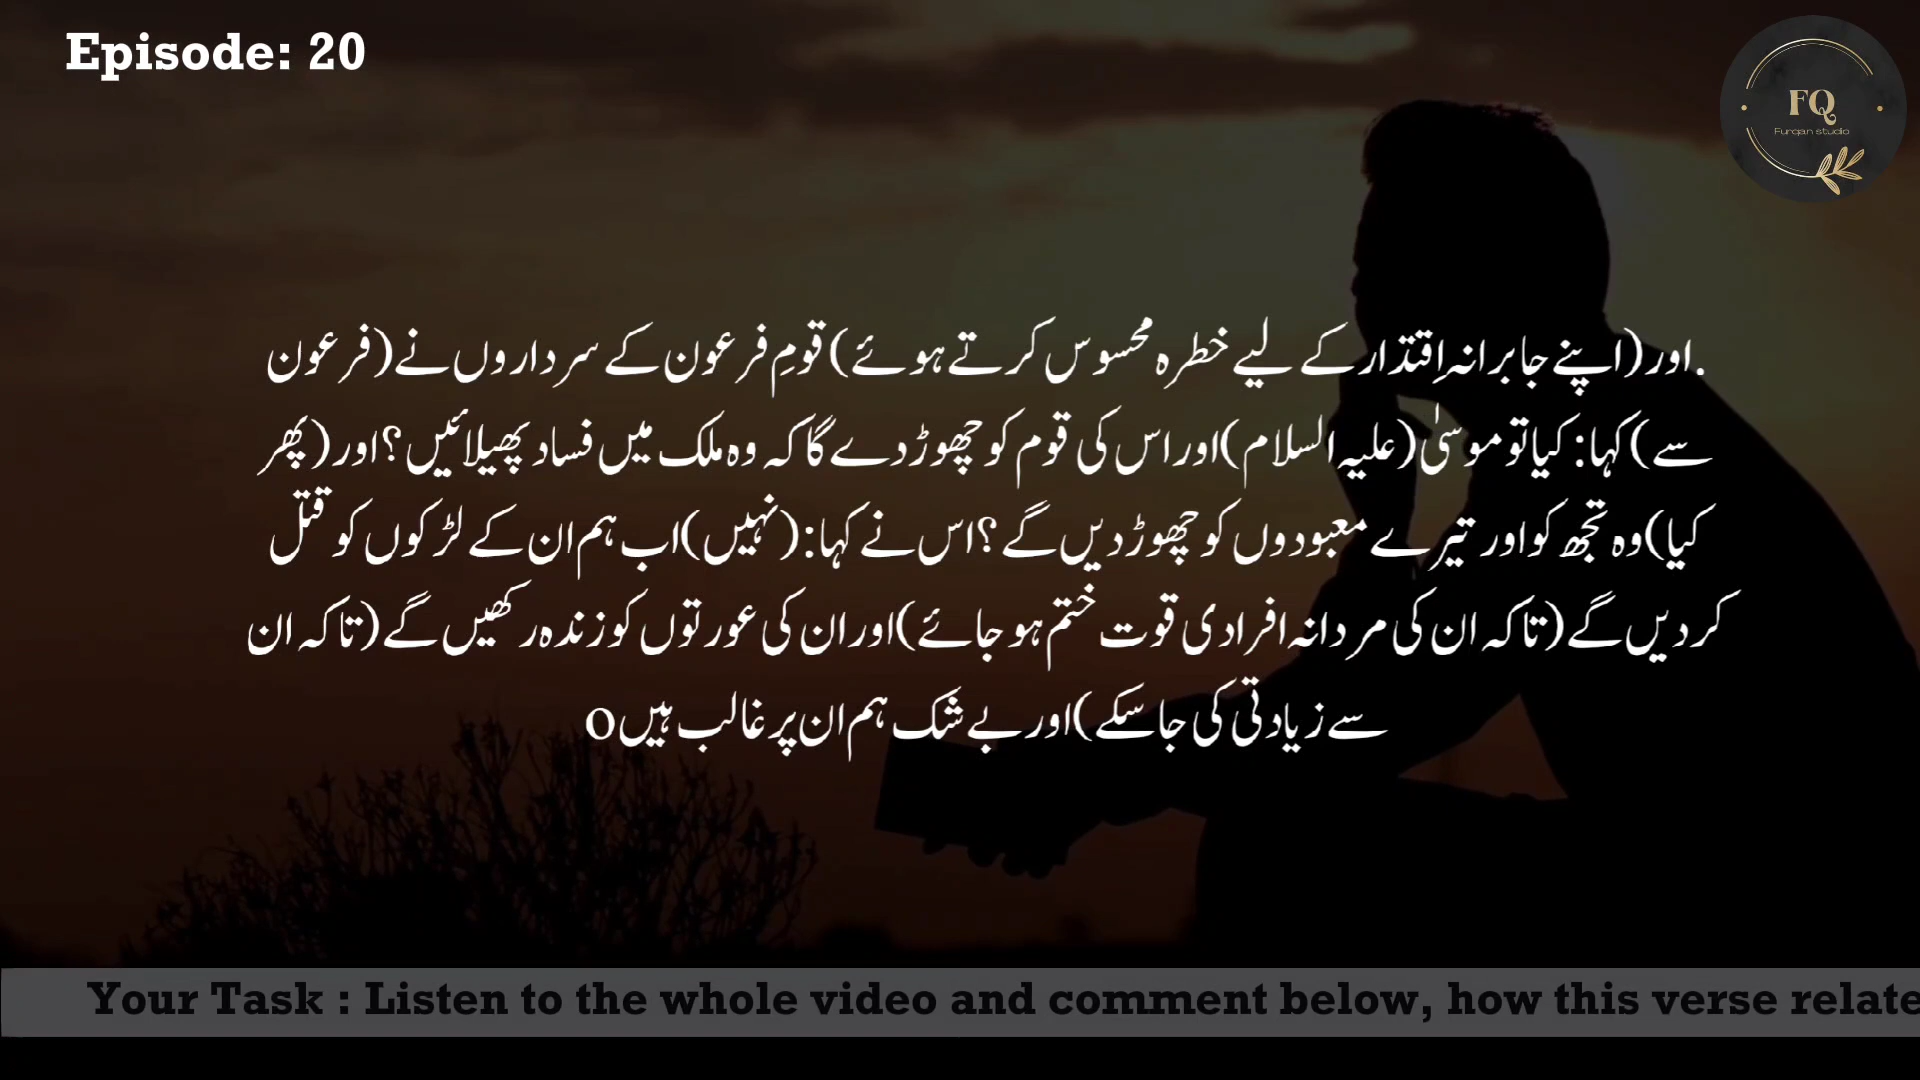 Episode: 20
FQ
Furqan studio
.اور(اپنے جابرانہ اِقتدار کے لیے خطرہ محسوس کرتے ہوئے) قومِ فرعون کے سرداروں نے(فرعون
سے)کہا: کیا تو موسیٰ(علیہ السلام)اور اس کی قوم کو چھوڑ دے گا کہ وہ ملک میں فساد پھیلائیں؟اور(پھر
کیا)وہ تجھ کو اور تیرے معبودوں کو چھوڑ دیں گے؟اس نے کہا:(نہیں)اب ہم ان کے لڑکوں کو قتل
کر دیں گے(تاکہ ان کی مردانہ افرادی قوت ختم ہو جائے)اور ان کی عورتوں کو زندہ رکھیں گے(تاکہ ان
سے زیادتی کی جا سکے)اور بے شک ہم ان پر غالب ہیںo
Your Task : Listen to the whole video and comment below, how this verse relate